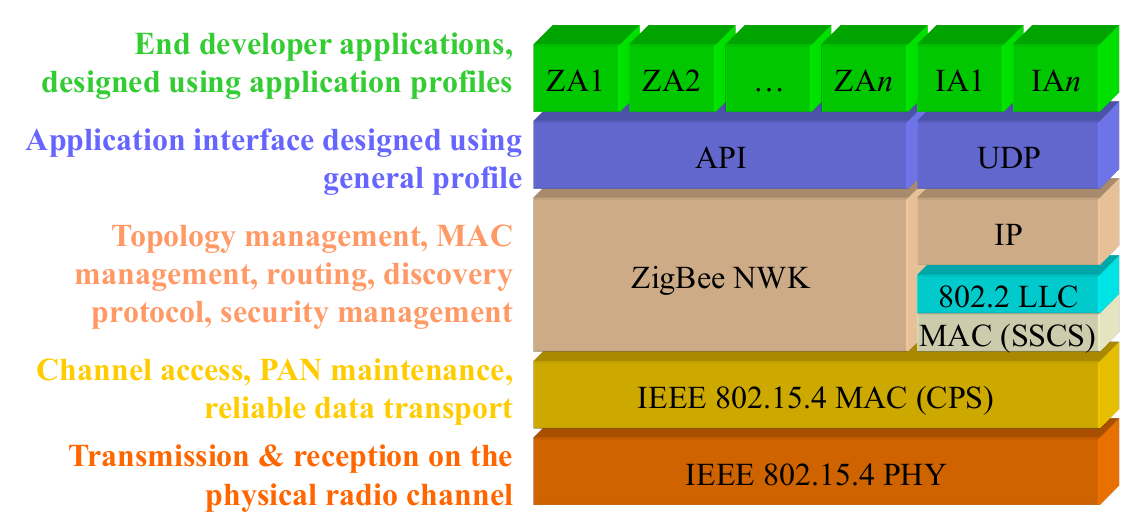 End developer applications,
designed using application profiles
ZA1 ZA2 … ZAn IA1 IAn
Application interface designed using
general profile
API UDP
Topology management, MAC
management, routing, discovery
protocol, security management
ZigBee NWK
IP
802.2 LLC
MAC (SSCS)
Channel access, PAN maintenance,
reliable data transport
IEEE 802.15.4 MAC (CPS)
Transmission & reception on the
physical radio channel
IEEE 802.15.4 PHY